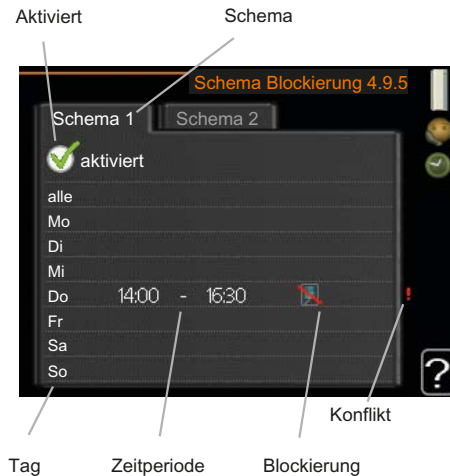 Aktiviert Schema
Schema Blockierung 4.9.5
Schema 1 Schema 2
aktiviert
alle
Mo
Di
Mi
Do 14:00 - 16:30 !
Fr
Sa
So
?
Konflikt
Tag Zeitperiode Blockierung